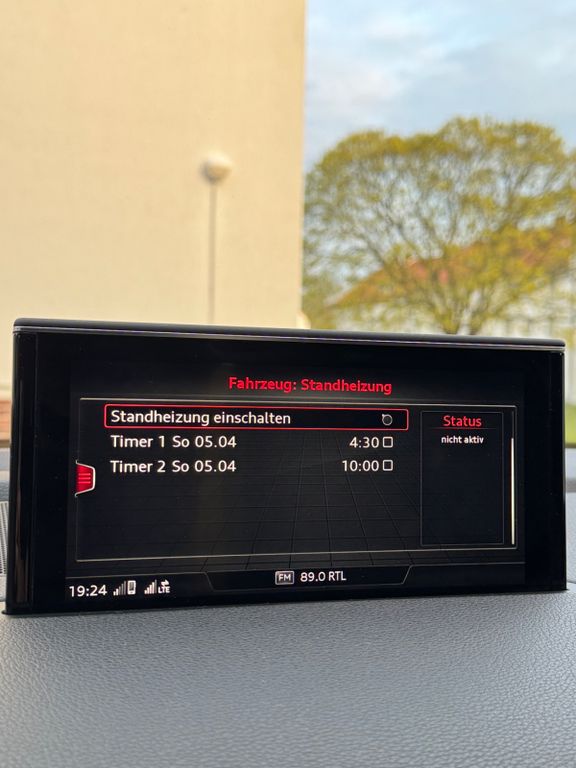 Fahrzeug: Standheizung
Standheizung einschalten
Timer 1 So 05.04 4:30
Timer 2 So 05.04 10:00
Status
nicht aktiv
FM 89.0 RTL
19:24 LTE